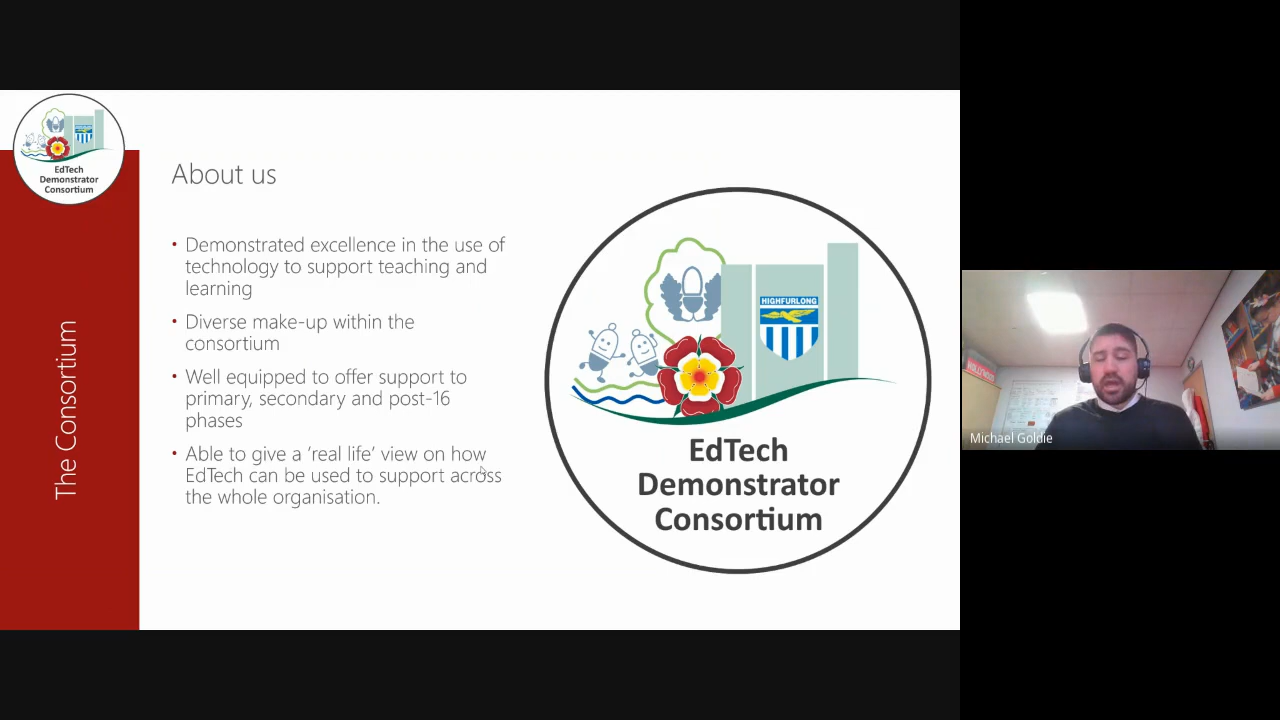 EdTech
Demonstrator
Consortium
The Consortium
About us
• Demonstrated excellence in the use of
technology to support teaching and
learning
• Diverse make-up within the
consortium
• Well equipped to offer support to
primary, secondary and post-16
phases
• Able to give a ‘real life’ view on how
EdTech can be used to support across
the whole organisation.
HIGHFURLONG
EdTech
Demonstrator
Consortium
HOLLYWOOD
Michael Goldie